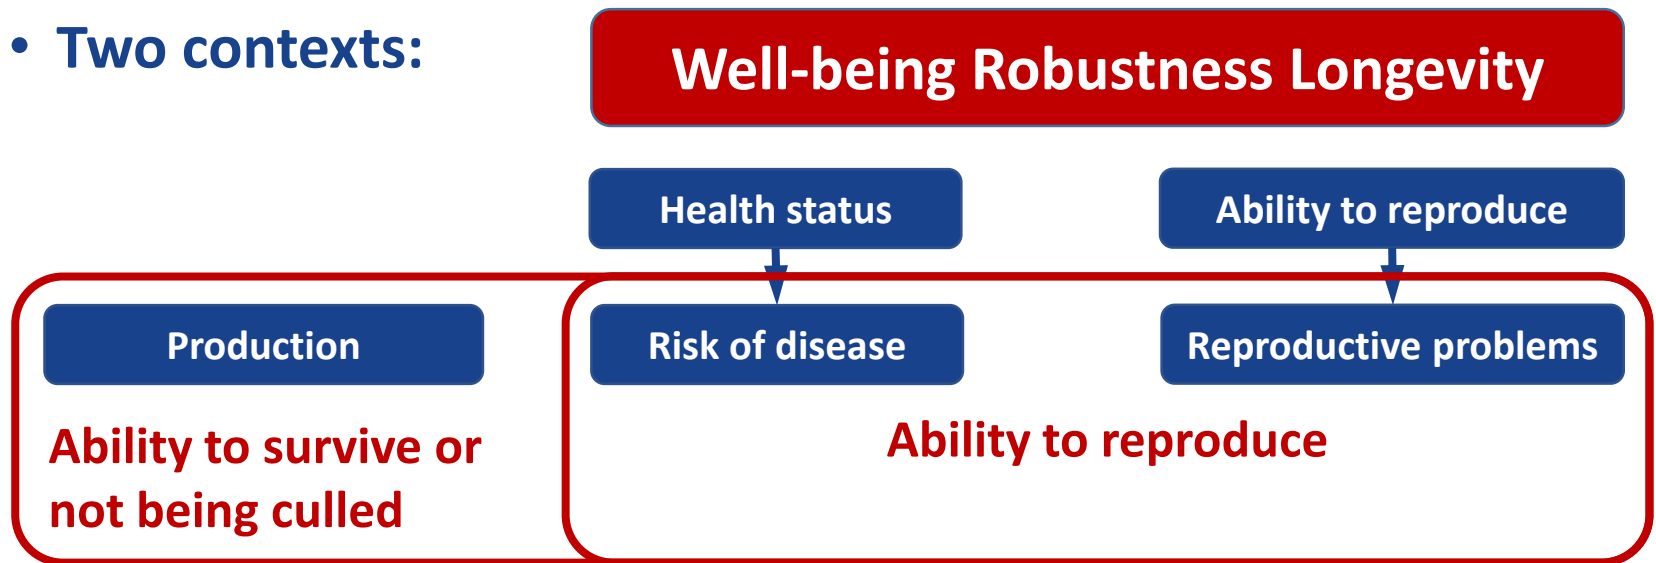 • Two contexts:
Well-being Robustness Longevity
Health status
Ability to reproduce
Production
Risk of disease
Reproductive problems
Ability to survive or
not being culled
Ability to reproduce